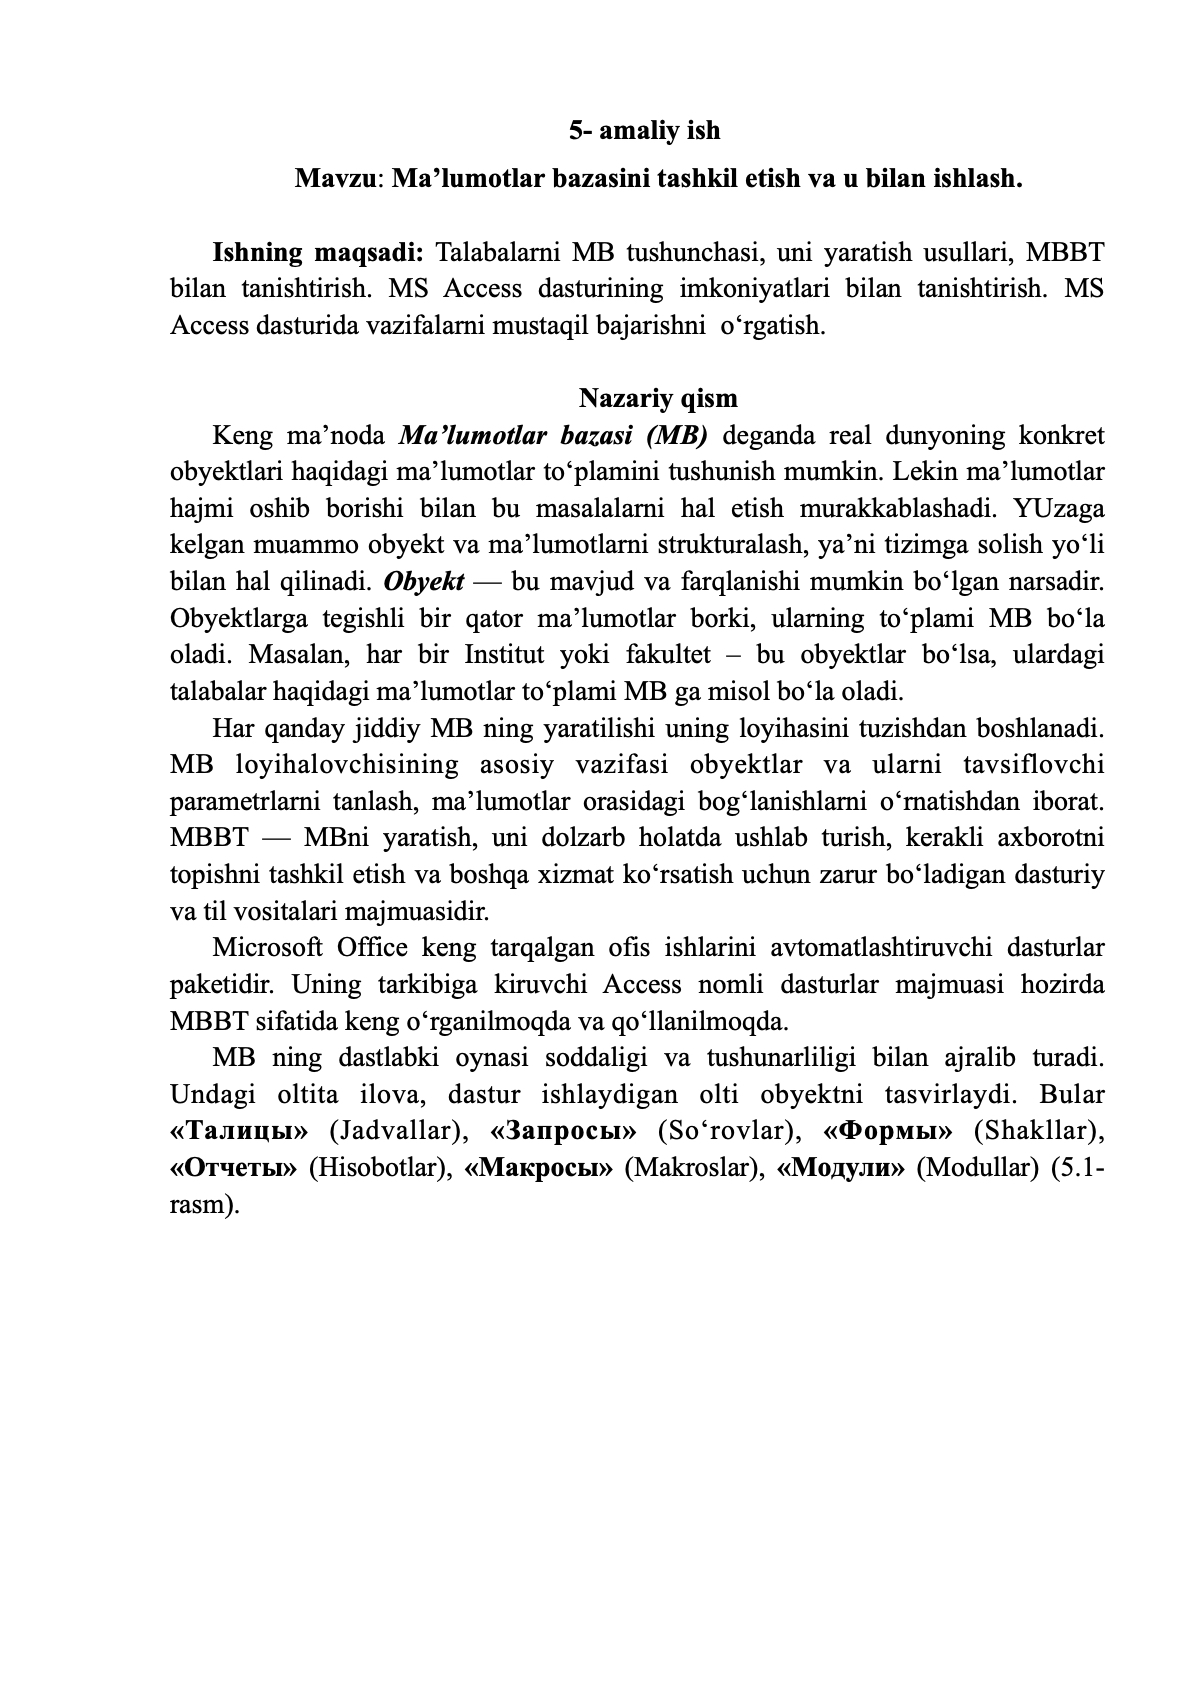 5- amaliy ish
Mavzu: Ma’lumotlar bazasini tashkil etish va u bilan ishlash.
Ishning maqsadi: Talabalarni MB tushunchasi, uni yaratish usullari, MBBT
bilan tanishtirish. MS Access dasturining imkoniyatlari bilan tanishtirish. MS
Access dasturida vazifalarni mustaqil bajarishni o‘rgatish.
Nazariy qism
Keng ma’noda Ma’lumotlar bazasi (MB) deganda real dunyoning konkret
obyektlari haqidagi ma’lumotlar to‘plamini tushunish mumkin. Lekin ma’lumotlar
hajmi oshib borishi bilan bu masalalarni hal etish murakkablashadi. YUzaga
kelgan muammo obyekt va ma’lumotlarni strukturalash, ya’ni tizimga solish yo‘li
bilan hal qilinadi. Obyekt — bu mavjud va farqlanishi mumkin bo‘lgan narsadir.
Obyektlarga tegishli bir qator ma’lumotlar borki, ularning to‘plami MB bo‘la
oladi. Masalan, har bir Institut yoki fakultet – bu obyektlar bo‘lsa, ulardagi
talabalar haqidagi ma’lumotlar to‘plami MB ga misol bo‘la oladi.
Har qanday jiddiy MB ning yaratilishi uning loyihasini tuzishdan boshlanadi.
MB loyihalovchisining asosiy vazifasi obyektlar va ularni tavsiflovchi
parametrlarni tanlash, ma’lumotlar orasidagi bog‘lanishlarni o‘rnatishdan iborat.
MBBT — MBni yaratish, uni dolzarb holatda ushlab turish, kerakli axborotni
topishni tashkil etish va boshqa xizmat ko‘rsatish uchun zarur bo‘ladigan dasturiy
va til vositalari majmuasidir.
Microsoft Office keng tarqalgan ofis ishlarini avtomatlashtiruvchi dasturlar
paketidir. Uning tarkibiga kiruvchi Access nomli dasturlar majmuasi hozirda
MBBT sifatida keng o‘rganilmoqda va qo‘llanilmoqda.
MB ning dastlabki oynasi soddaligi va tushunarliligi bilan ajralib turadi.
Undagi oltita ilova, dastur ishlaydigan olti obyektni tasvirlaydi. Bular
«Талицы» (Jadvallar), «Запросы» (So‘rovlar), «Формы» (Shakllar),
«Отчеты» (Hisobotlar), «Макросы» (Makroslar), «Модули» (Modullar) (5.1-
rasm).